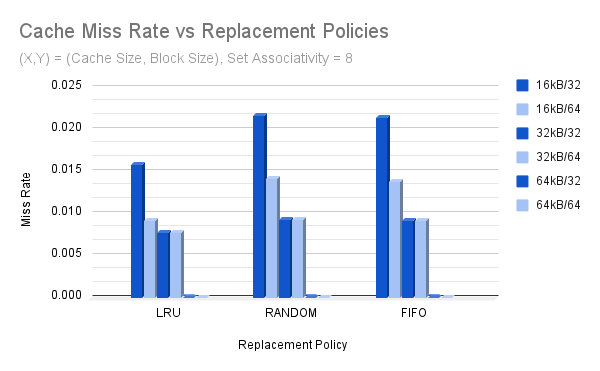 Cache Miss Rate vs Replacement Policies
(X,Y) = (Cache Size, Block Size), Set Associativity = 8
0.025
0.020
0.015
0.010
0.005
0.000
Miss Rate
LRU
RANDOM
FIFO
Replacement Policy
16kB/32
16kB/64
32kB/32
32kB/64
64kB/32
64kB/64